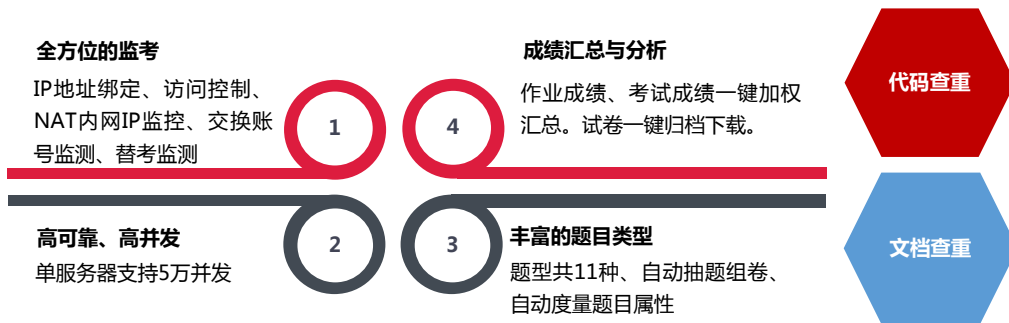 全方位的监考
IP地址绑定、访问控制、
NAT内网IP监控、交换账
号监测、替考监测
1
高可靠、高并发
单服务器支持5万并发
2
3
丰富的题目类型
题型共11种、自动抽题组卷、
自动度量题目属性
4
成绩汇总与分析
作业成绩、考试成绩一键加权
汇总。试卷一键归档下载。
代码查重
文档查重